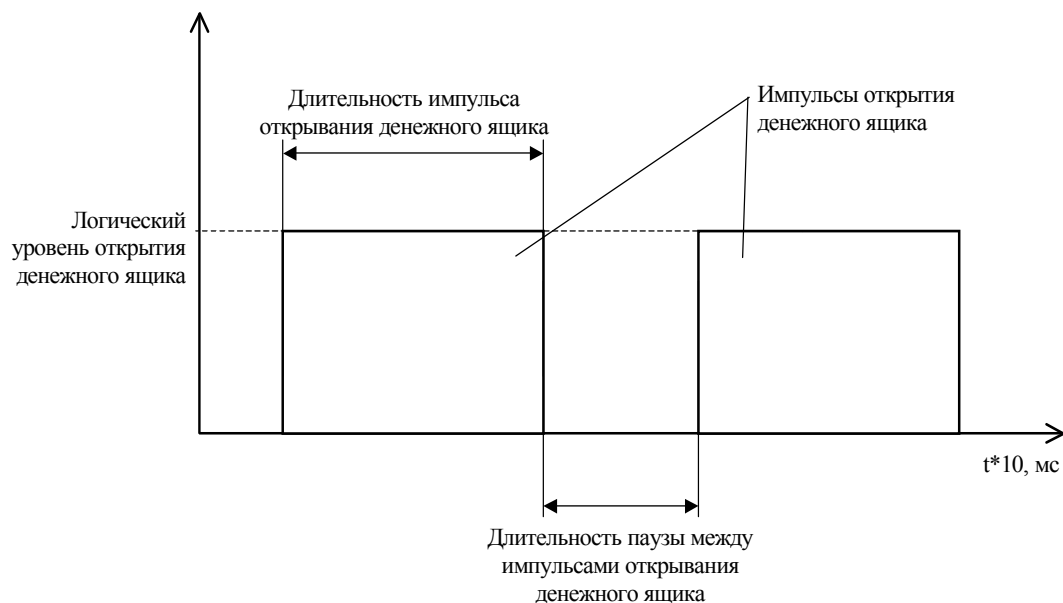 Длительность импульса
открывания денежного ящика
Импульсы открытия
денежного ящика
Логический
уровень открытия
денежного ящика
t*10, мс
Длительность паузы между
импульсами открывания
денежного ящика